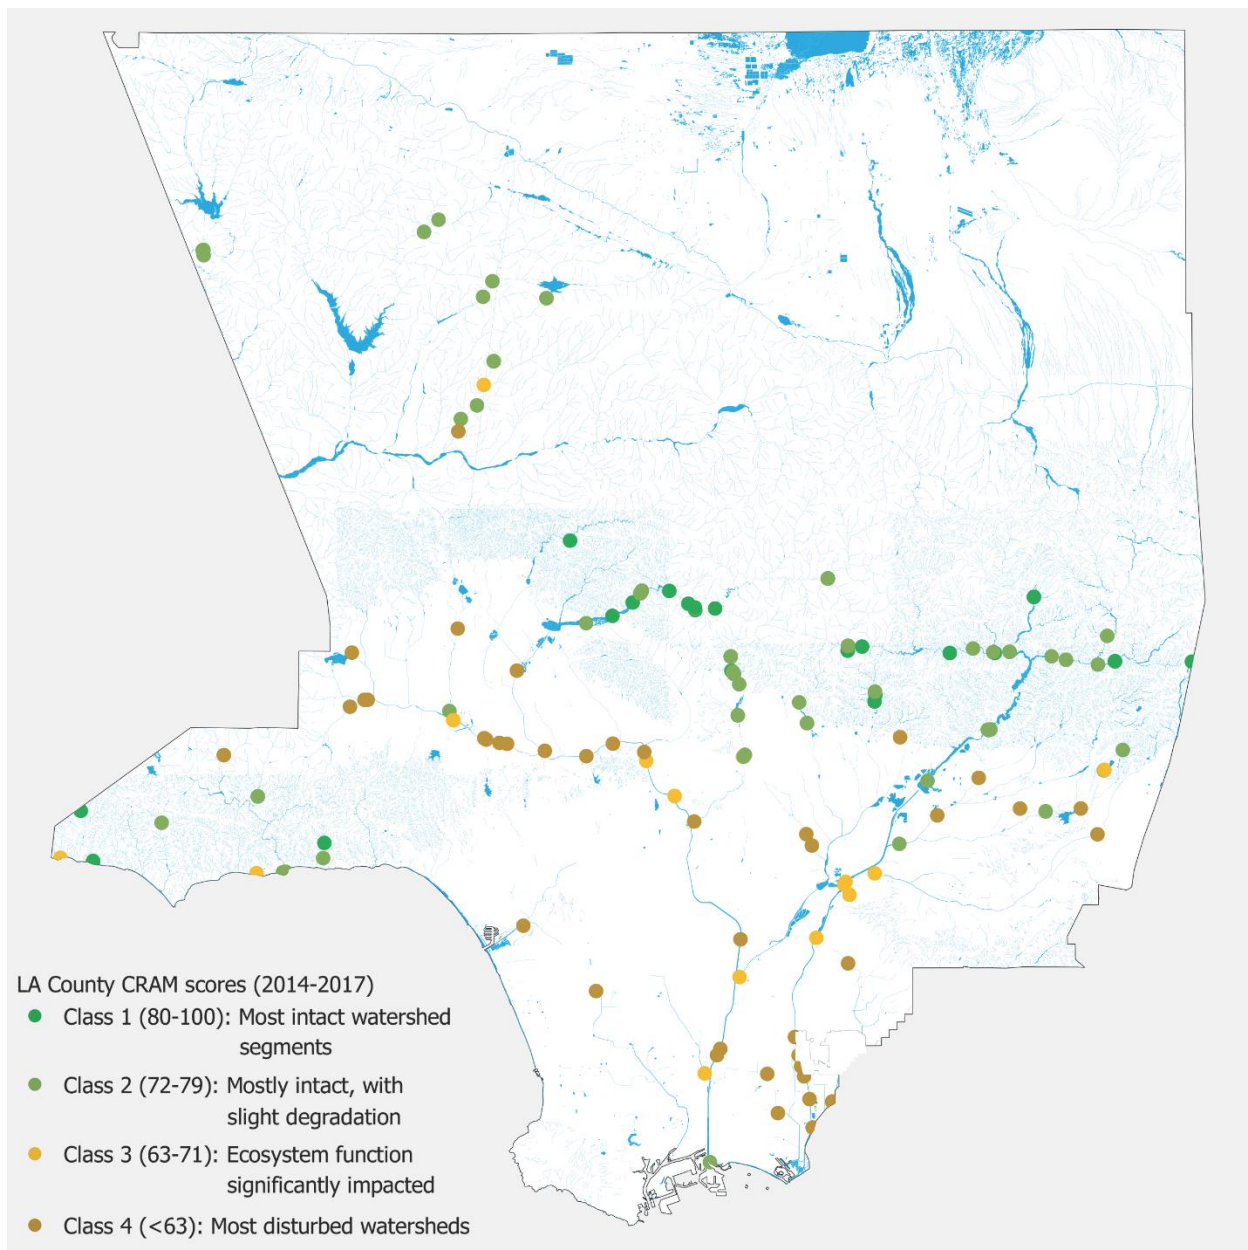 LA County CRAM scores (2014-2017)
Class 1 (80-100): Most intact watershed
segments
Class 2 (72-79): Mostly intact, with
slight degradation
Class 3 (63-71): Ecosystem function
significantly impacted
Class 4 (<63): Most disturbed watersheds